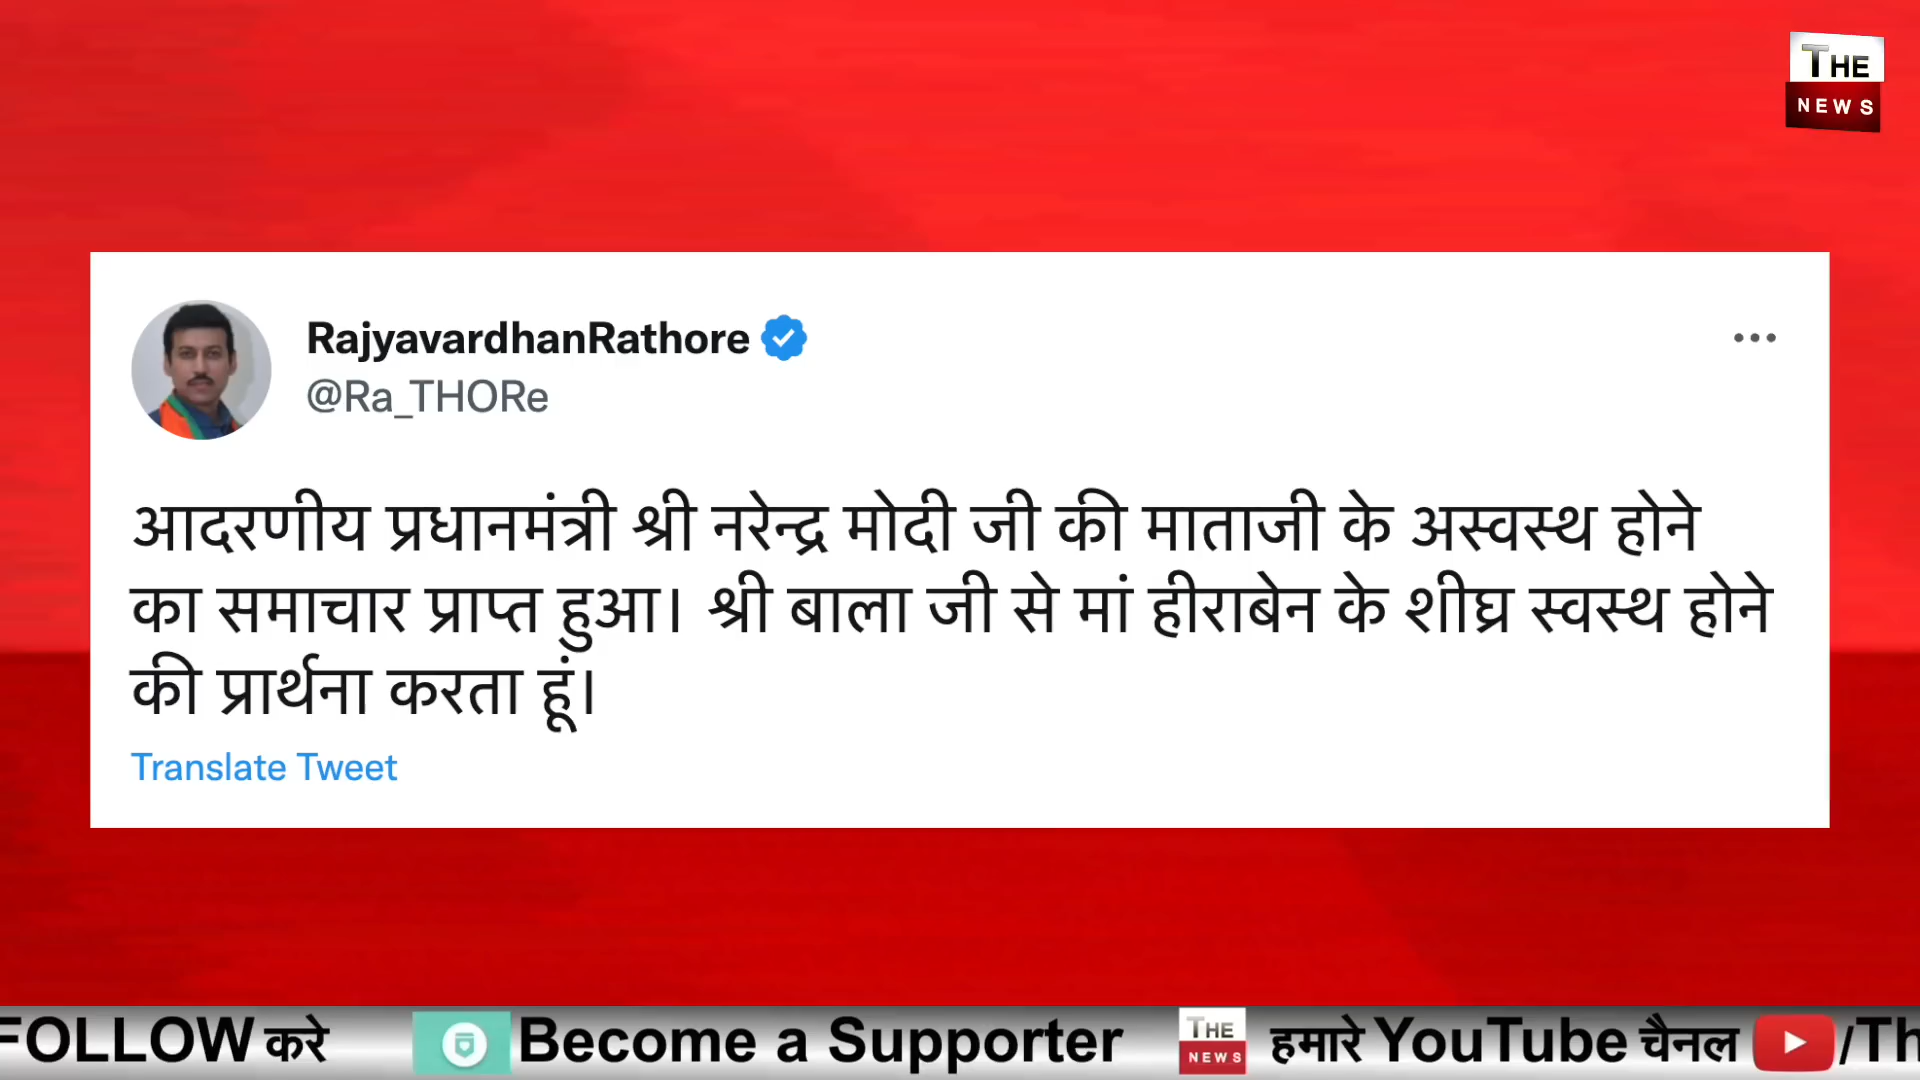 THE
NEWS
RajyavardhanRathore
@Ra_THORe
आदरणीय प्रधानमंत्री श्री नरेन्द्र मोदी जी की माताजी के अस्वस्थ होने
का समाचार प्राप्त हुआ। श्री बाला जी से मां हीराबेन के शीघ्र स्वस्थ होने
की प्रार्थना करता हूं।
Translate Tweet
FOLLOW करे Become a Supporter THE NEWS हमारे YouTube चैनल /Th